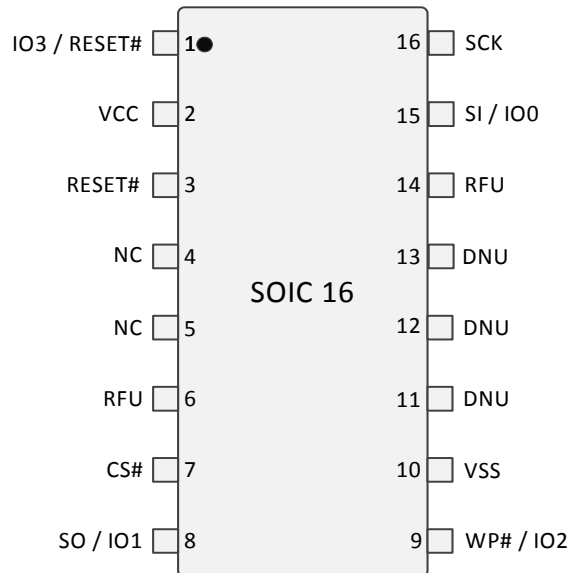 IO3 / RESET# 1 16 SCK
VCC 2 15 SI / IO0
RESET# 3 14 RFU
NC 4 13 DNU
SOIC 16
NC 5 12 DNU
RFU 6 11 DNU
CS# 7 10 VSS
SO / IO1 8 9 WP# / IO2